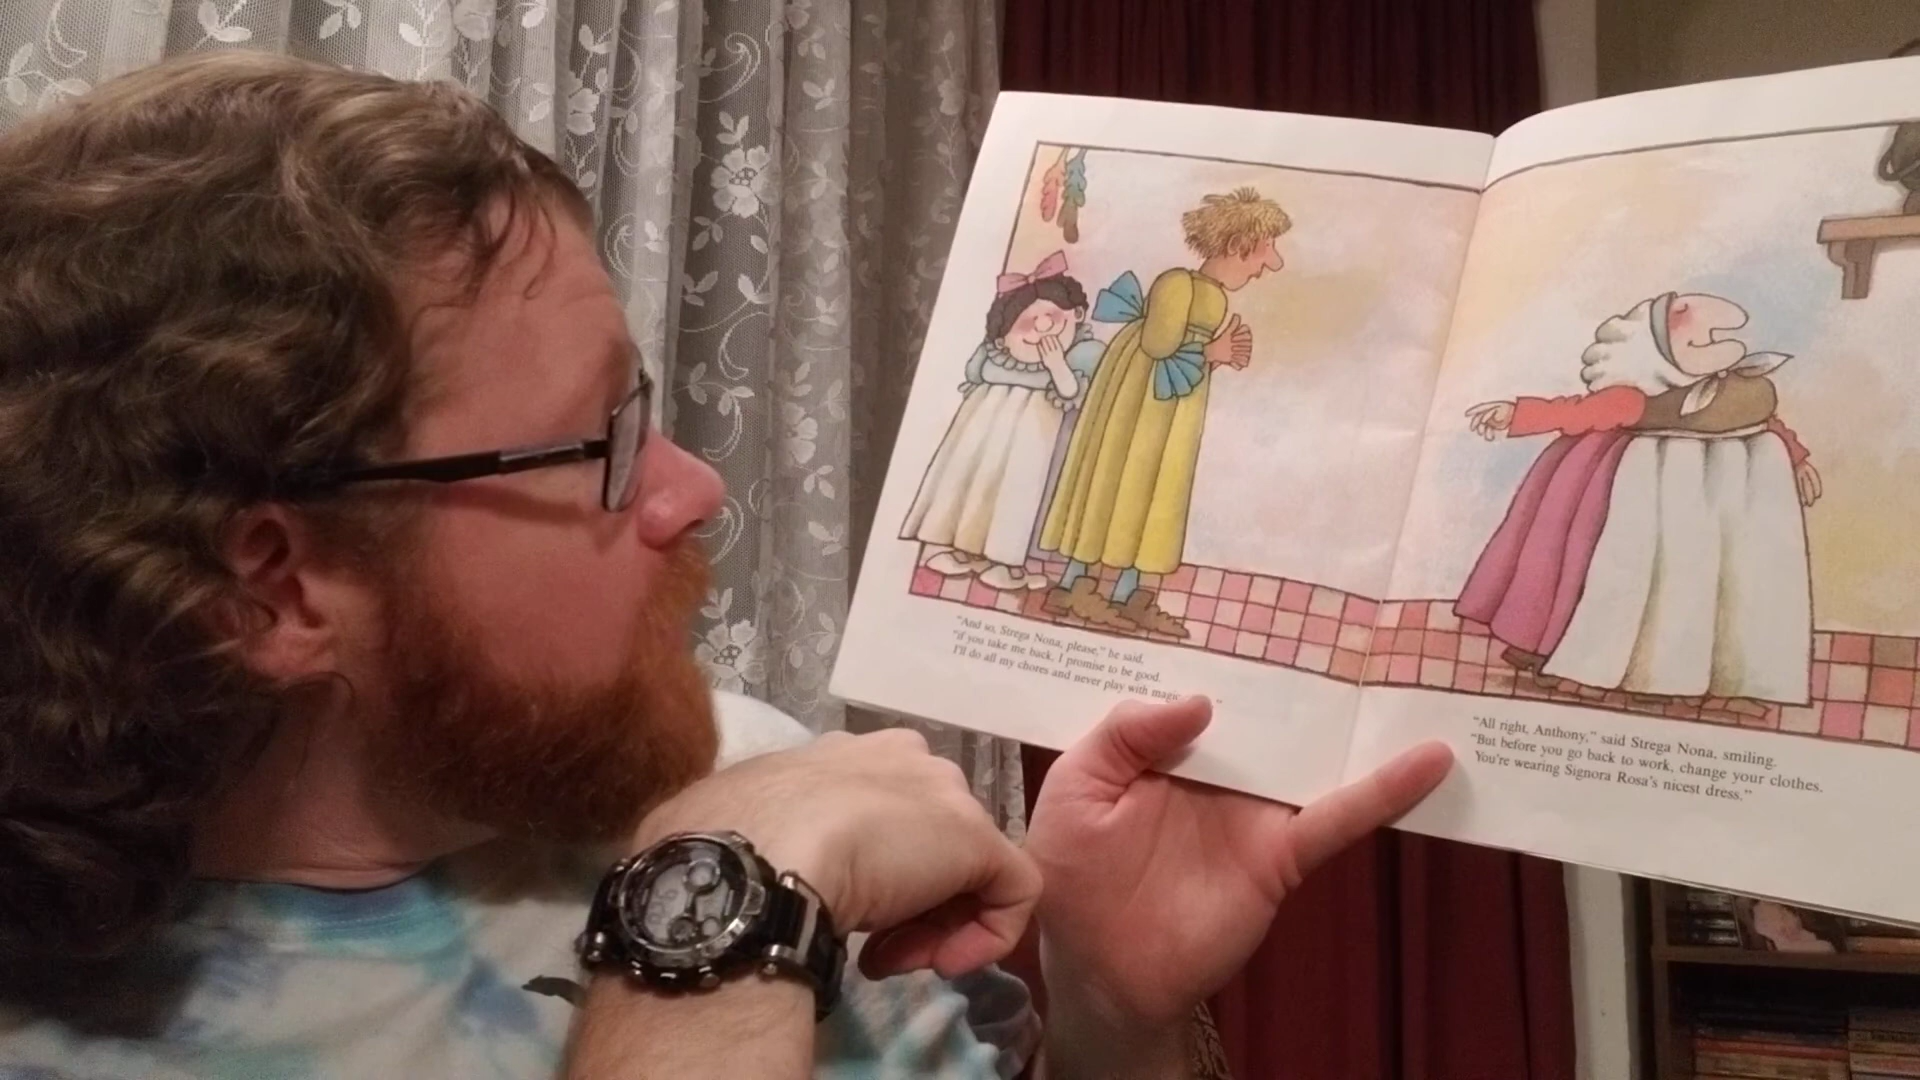 "And so, Strega Nona, please," he said,
"if you take me back, I promise to be good.
I'll do all my chores and never play with magic
"All right, Anthony," said Strega Nona, smiling.
"But before you go back to work, change your clothes.
You're wearing Signora Rosa's nicest dress."